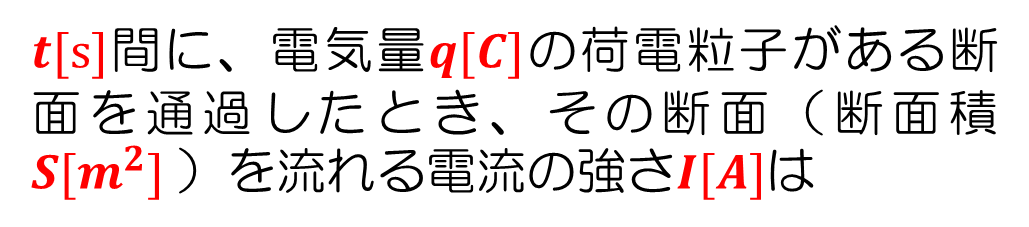 t[s]間に、電気量q[C]の荷電粒子がある断
面を通過したとき、その断面（断面積
S[m²]）を流れる電流の強さI[A]は